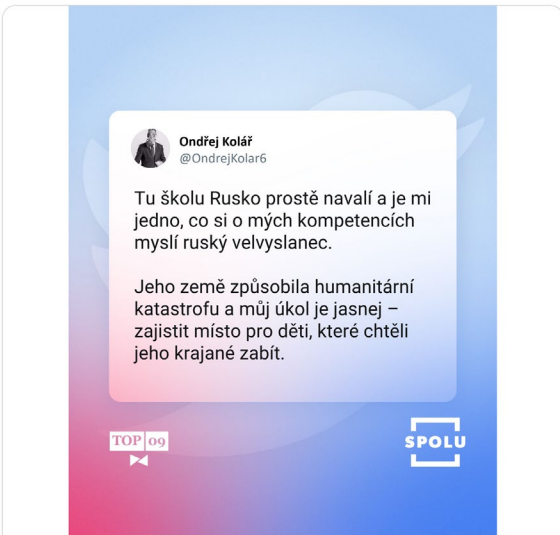 Ondřej Kolář
@OndrejKolar6
Tu školu Rusko prostě navalí a je mi
jedno, co si o mých kompetencích
myslí ruský velvyslanec.
Jeho země způsobila humanitární
katastrofu a můj úkol je jasnej –
zajistit místo pro děti, které chtěli
jeho krajané zabít.
TOP 09
SPOLU